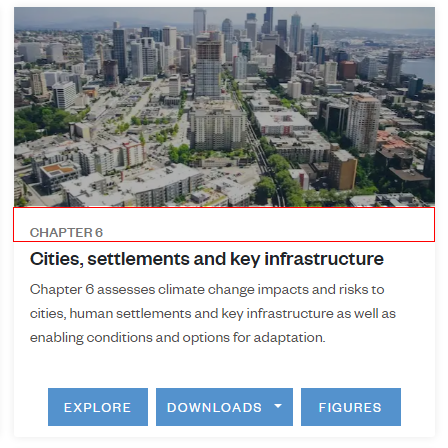 CHAPTER 6
Cities, settlements and key infrastructure
Chapter 6 assesses climate change impacts and risks to
cities, human settlements and key infrastructure as well as
enabling conditions and options for adaptation.
EXPLORE DOWNLOADS FIGURES